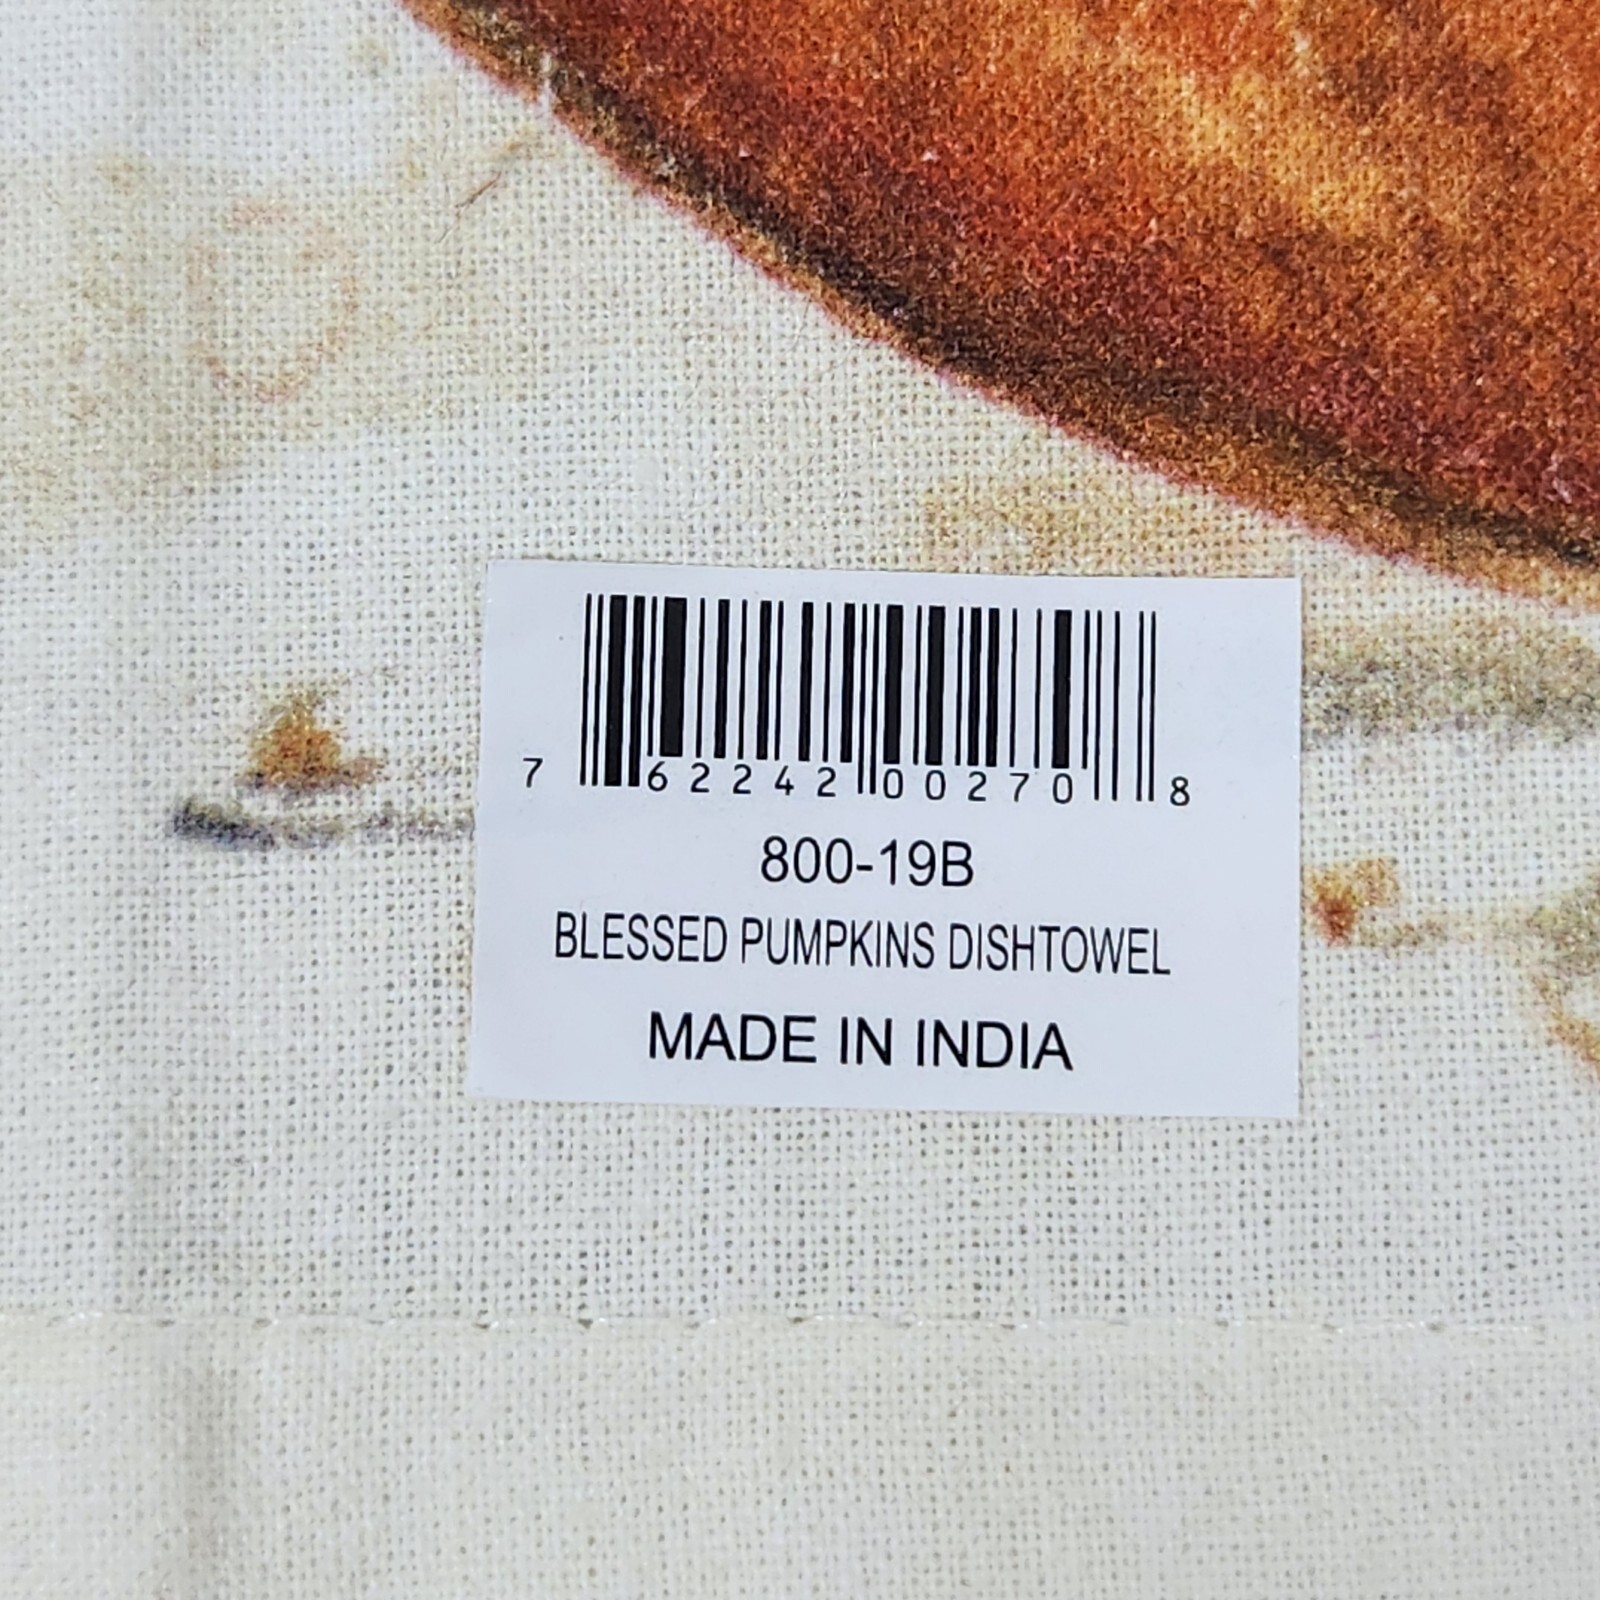 7 62242 00270 8
800-19B
BLESSED PUMPKINS DISHTOWEL
MADE IN INDIA